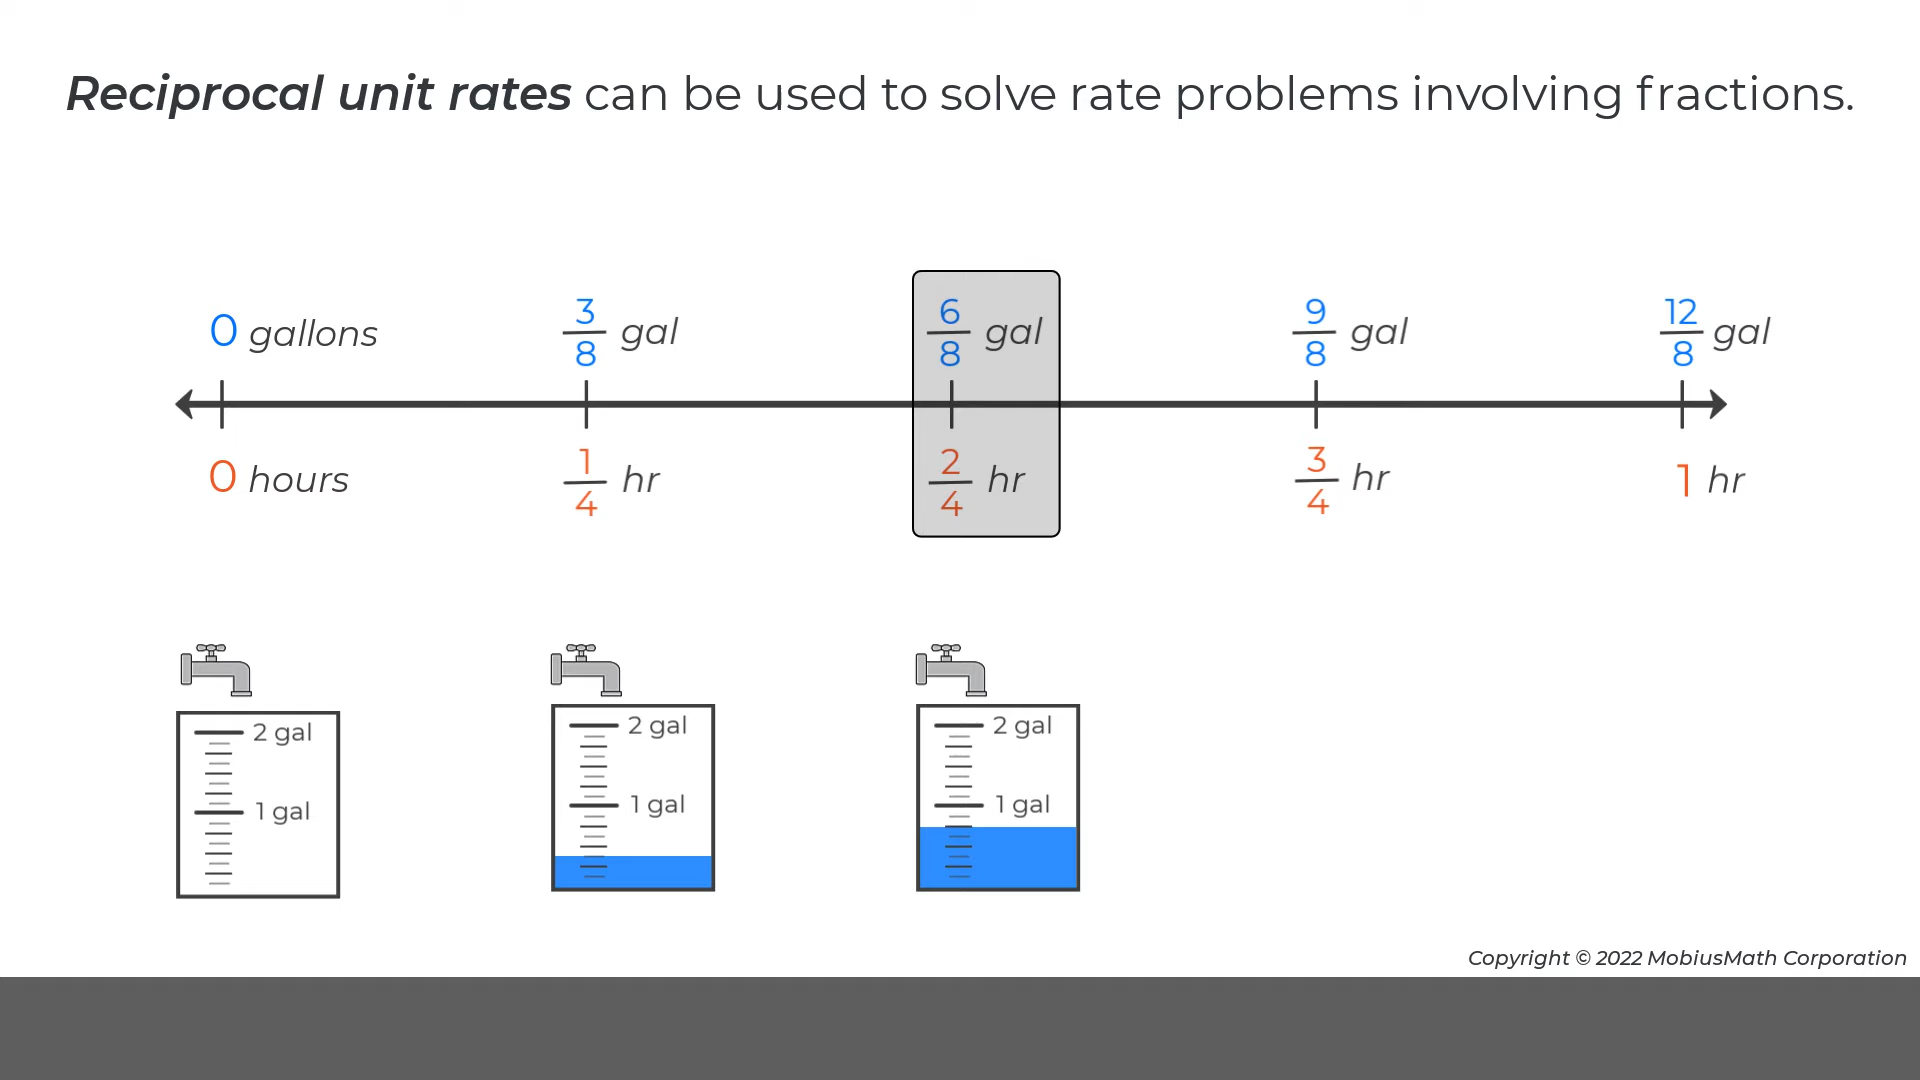 Reciprocal unit rates can be used to solve rate problems involving fractions.
0 gallons 3/8 gal 6/8 gal 9/8 gal 12/8 gal
0 hours 1/4 hr 2/4 hr 3/4 hr 1 hr
2 gal 2 gal 2 gal
1 gal 1 gal 1 gal
Copyright © 2022 MobiusMath Corporation